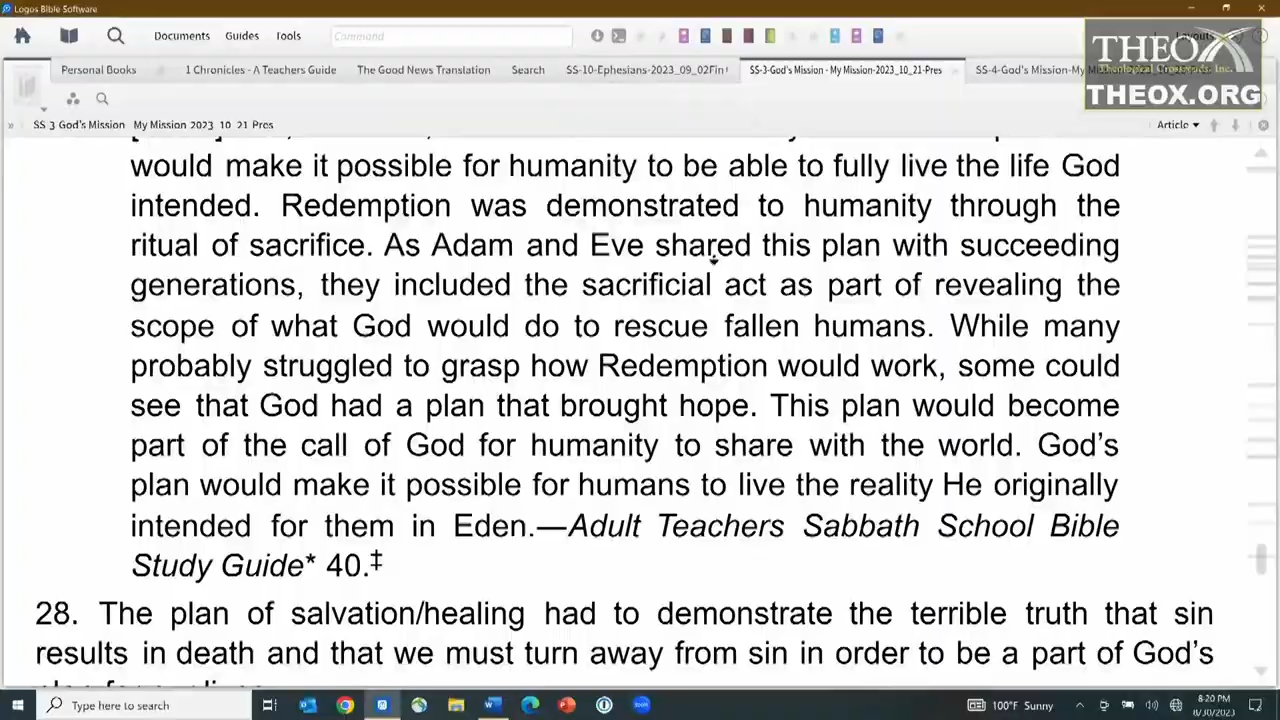 Logos Bible Software
Documents Guides Tools Command
THEOX
Theological Crossroads, Inc.
THEOX.ORG
Personal Books 1 Chronicles - A Teachers Guide The Good News Search SS-10-Ephesians-2023_09_02Fin SS-3-God's Mission - My Mission-2023_10_21-Pres SS-4-God's Mission-My
» SS 3 God's Mission My Mission 2023 10 21 Pres Article
would make it possible for humanity to be able to fully live the life God
intended. Redemption was demonstrated to humanity through the
ritual of sacrifice. As Adam and Eve shared this plan with succeeding
generations, they included the sacrificial act as part of revealing the
scope of what God would do to rescue fallen humans. While many
probably struggled to grasp how Redemption would work, some could
see that God had a plan that brought hope. This plan would become
part of the call of God for humanity to share with the world. God's
plan would make it possible for humans to live the reality He originally
intended for them in Eden.—Adult Teachers Sabbath School Bible
Study Guide* 40.‡
28. The plan of salvation/healing had to demonstrate the terrible truth that sin
results in death and that we must turn away from sin in order to be a part of God's
Type here to search 100°F Sunny 8:20 PM
8/30/2023